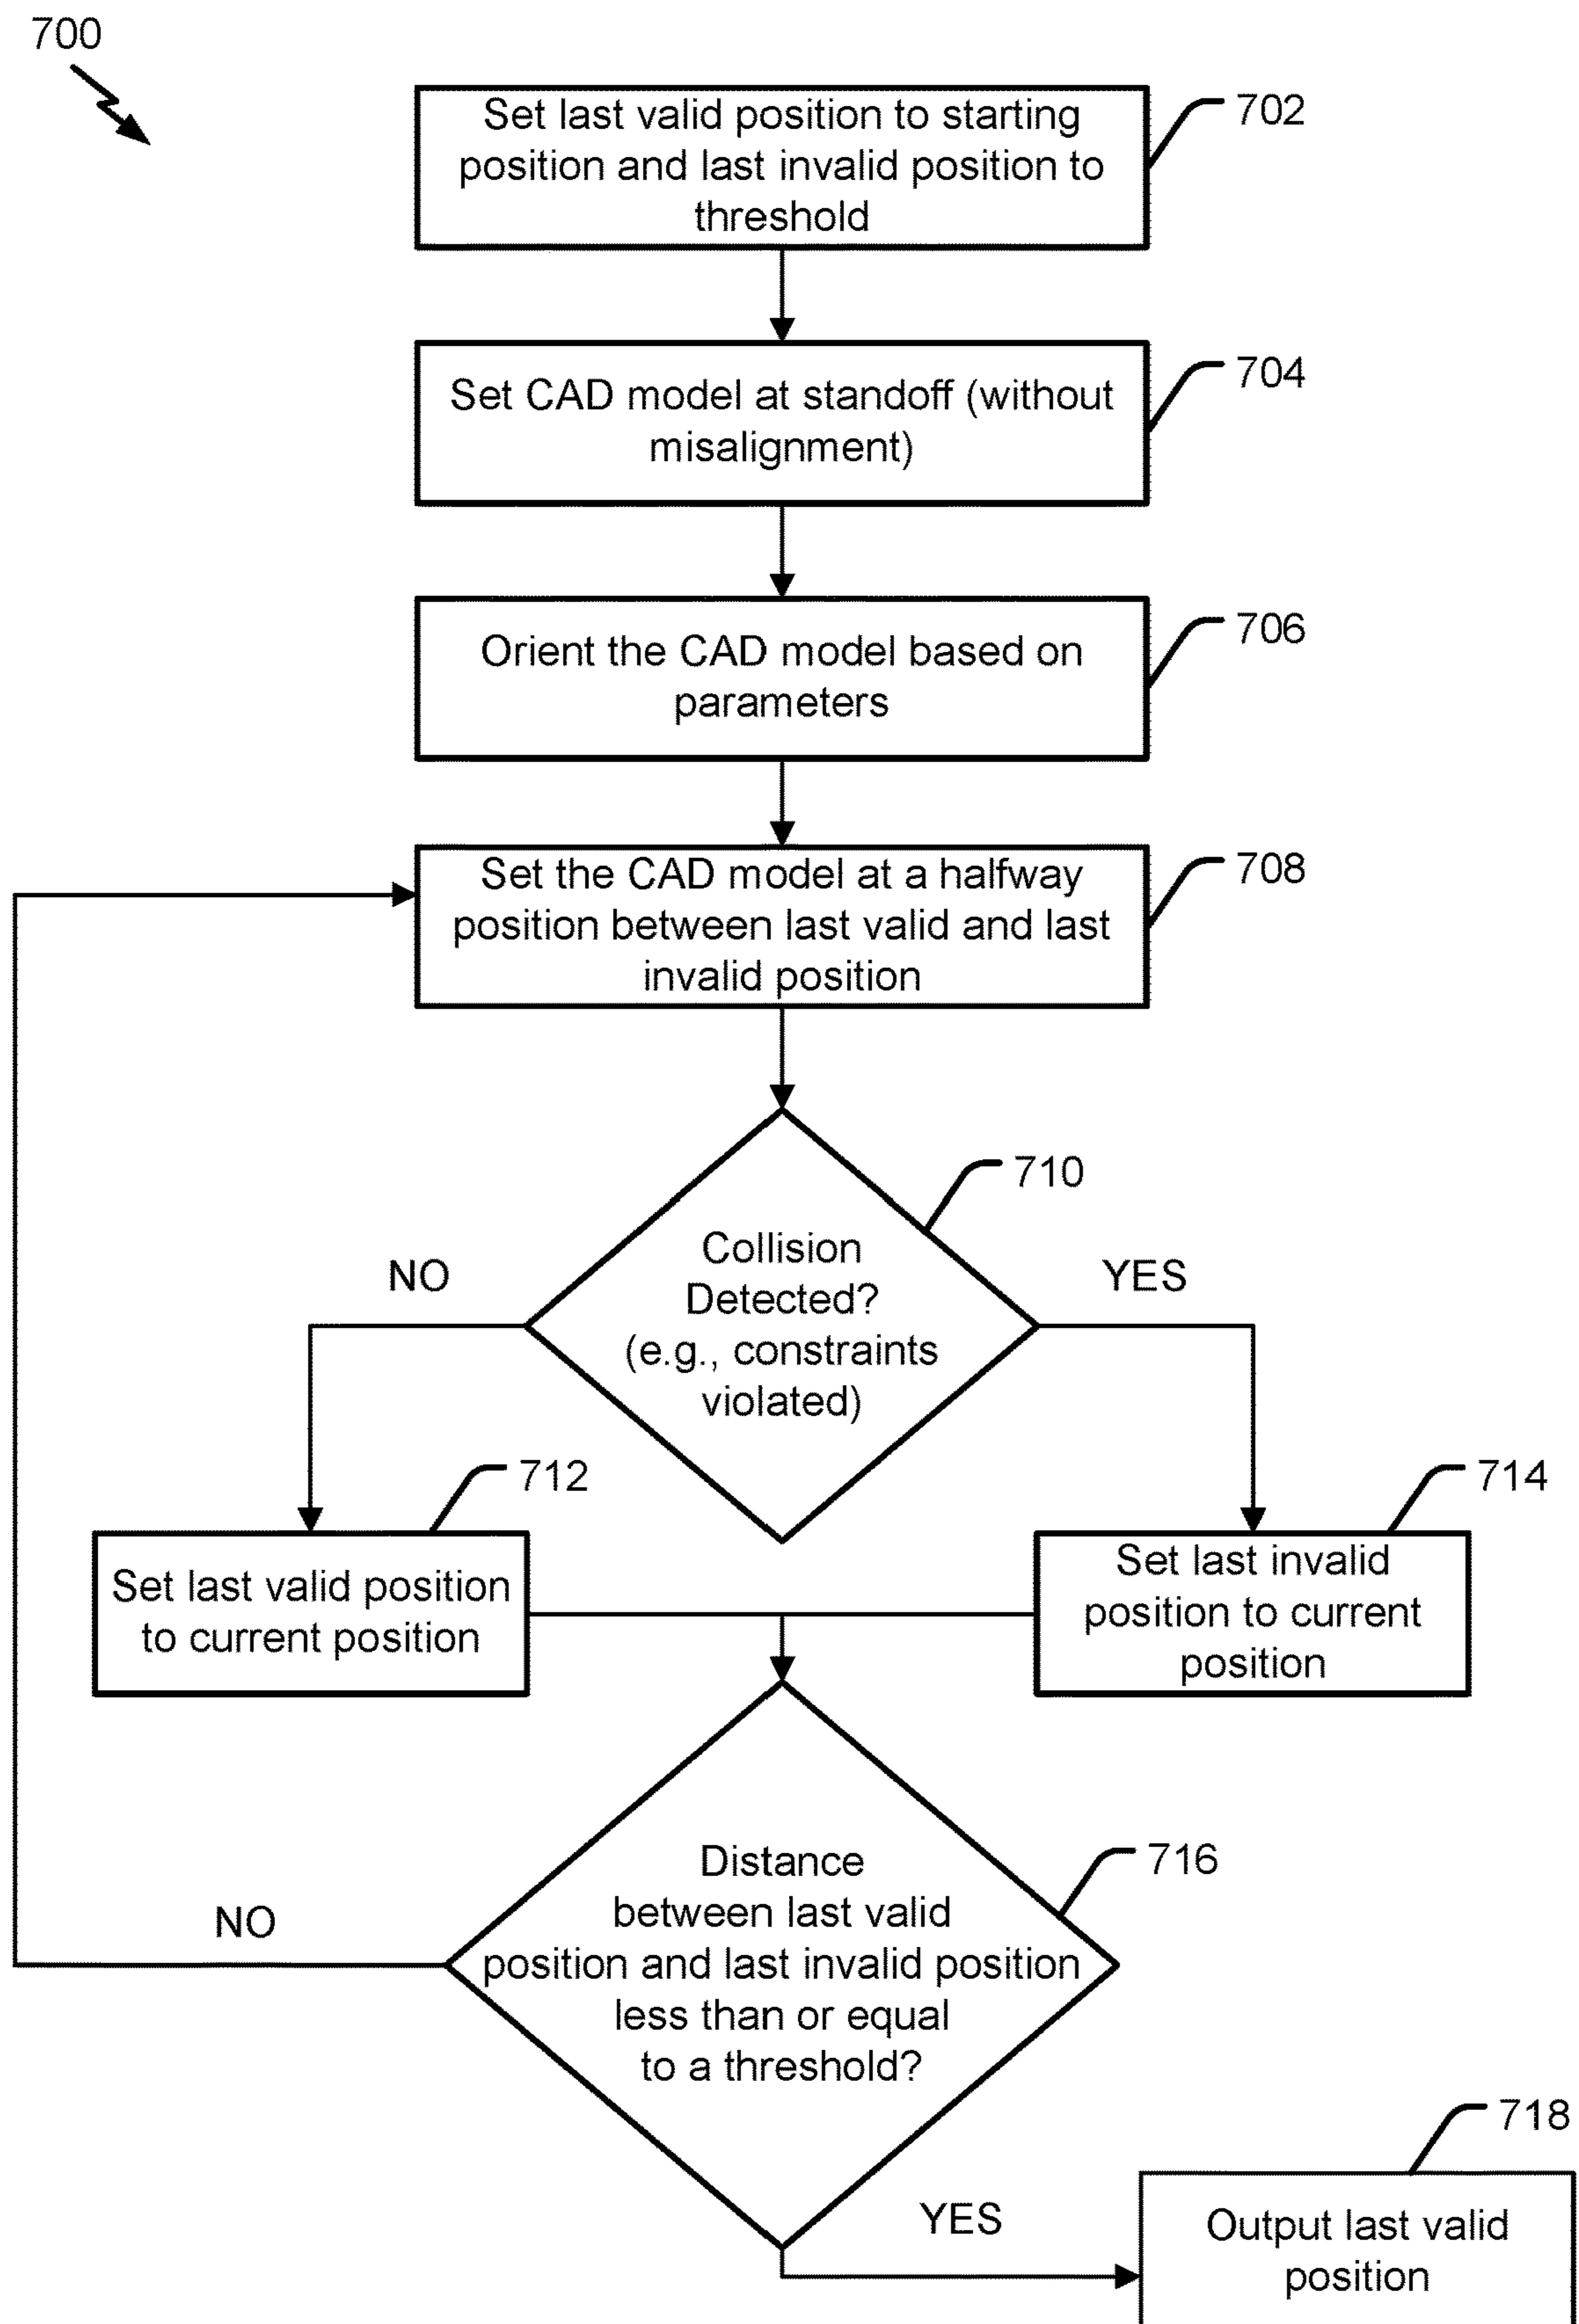 700
Set last valid position to starting
position and last invalid position to
threshold
702
Set CAD model at standoff (without
misalignment)
704
Orient the CAD model based on
parameters
706
Set the CAD model at a halfway
position between last valid and last
invalid position
708
Collision
Detected?
(e.g., constraints
violated)
710
NO
YES
Set last valid position
to current position
712
Set last invalid
position to current
position
714
Distance
between last valid
position and last invalid position
less than or equal
to a threshold?
716
NO
YES
Output last valid
position
718